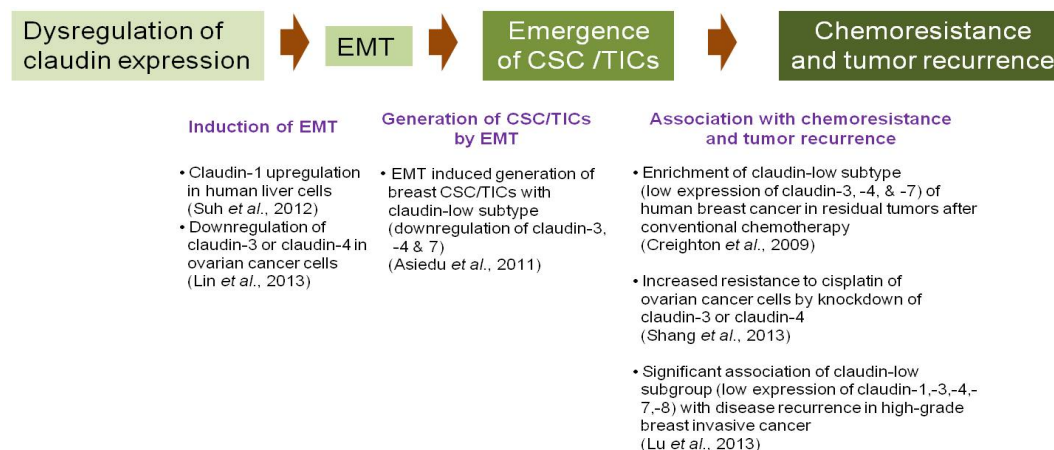 Dysregulation of
claudin expression
EMT
Emergence
of CSC /TICs
Chemoresistance
and tumor recurrence
Induction of EMT
• Claudin-1 upregulation
in human liver cells
(Suh et al., 2012)
• Downregulation of
claudin-3 or claudin-4 in
ovarian cancer cells
(Lin et al., 2013)
Generation of CSC/TICs
by EMT
• EMT induced generation of
breast CSC/TICs with
claudin-low subtype
(downregulation of claudin-3,
-4 & 7)
(Asiedu et al., 2011)
Association with chemoresistance
and tumor recurrence
• Enrichment of claudin-low subtype
(low expression of claudin-3, -4, & -7) of
human breast cancer in residual tumors after
conventional chemotherapy
(Creighton et al., 2009)
• Increased resistance to cisplatin of
ovarian cancer cells by knockdown of
claudin-3 or claudin-4
(Shang et al., 2013)
• Significant association of claudin-low
subgroup (low expression of claudin-1,-3,-4,-
7,-8) with disease recurrence in high-grade
breast invasive cancer
(Lu et al., 2013)